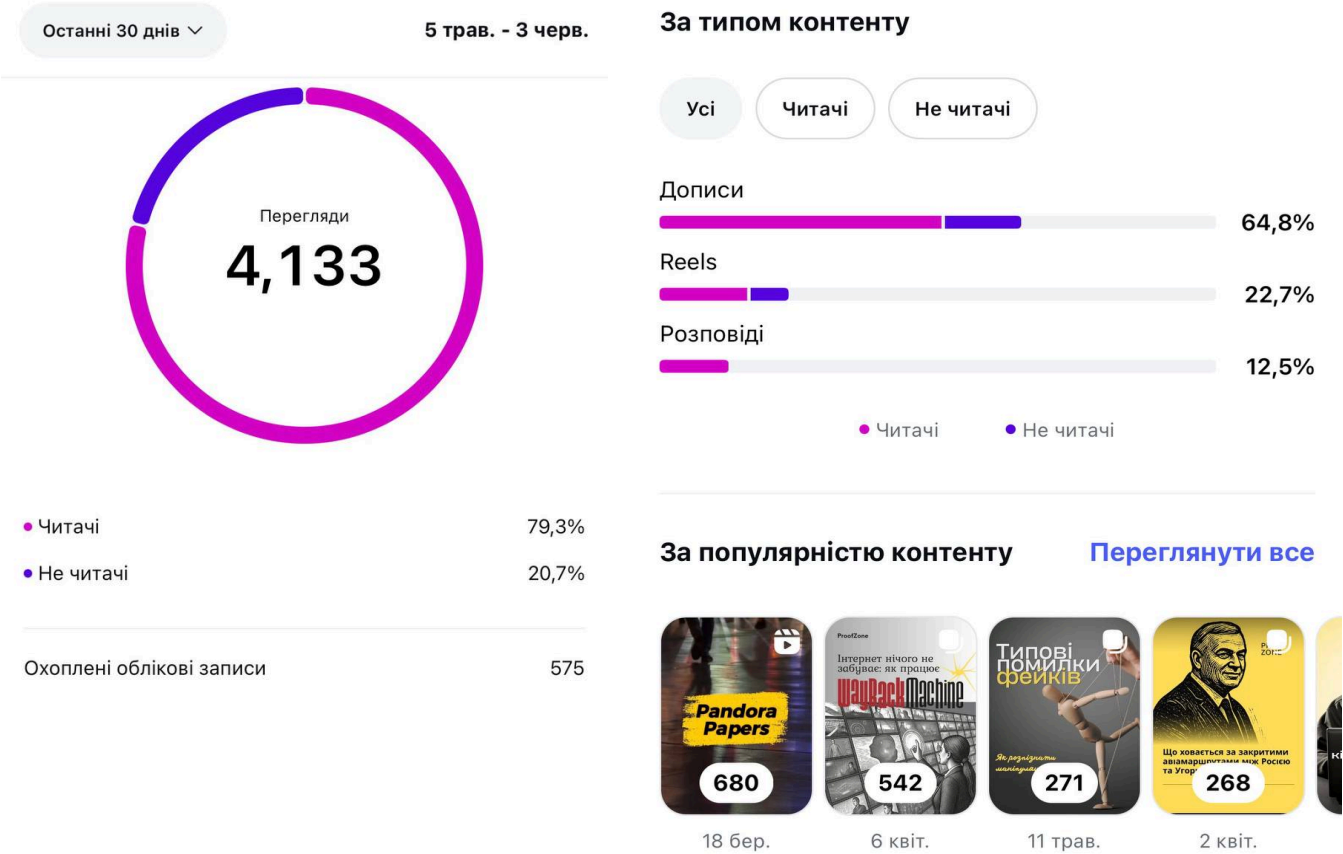 Останні 30 днів
5 трав. - 3 черв.
Перегляди
4,133
Читачі
79,3%
Не читачі
20,7%
Охоплені облікові записи
575
За типом контенту
Усі
Читачі
Не читачі
Дописи
64,8%
Reels
22,7%
Розповіді
12,5%
Читачі
Не читачі
За популярністю контенту
Переглянути все
Pandora
Papers
680
18 бер.
ProofZone
Інтернет нічого не
забуває: як працює
WayBack Machine
542
6 квіт.
Типові
помилки
фейків
Як розпізнати
271
11 трав.
Що ховається за закритими
авіамаршрутами між Росією
268
2 квіт.